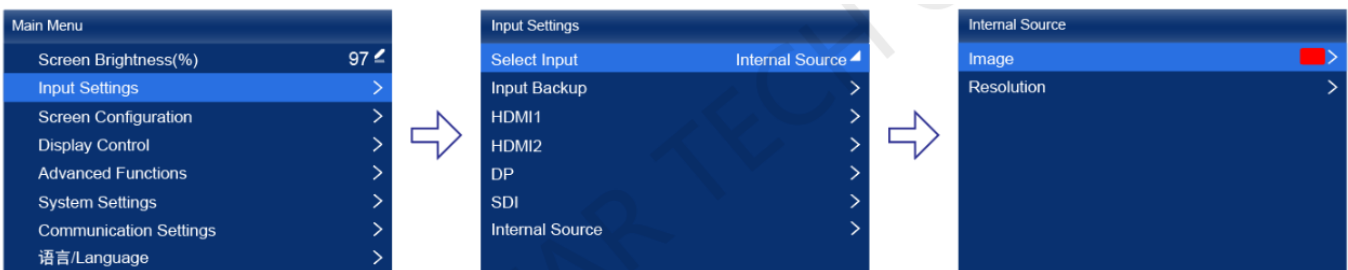 Main Menu
Screen Brightness(%) 97
Input Settings
Screen Configuration
Display Control
Advanced Functions
System Settings
Communication Settings
语言/Language
Input Settings
Select Input Internal Source
Input Backup
HDMI1
HDMI2
DP
SDI
Internal Source
Internal Source
Image
Resolution